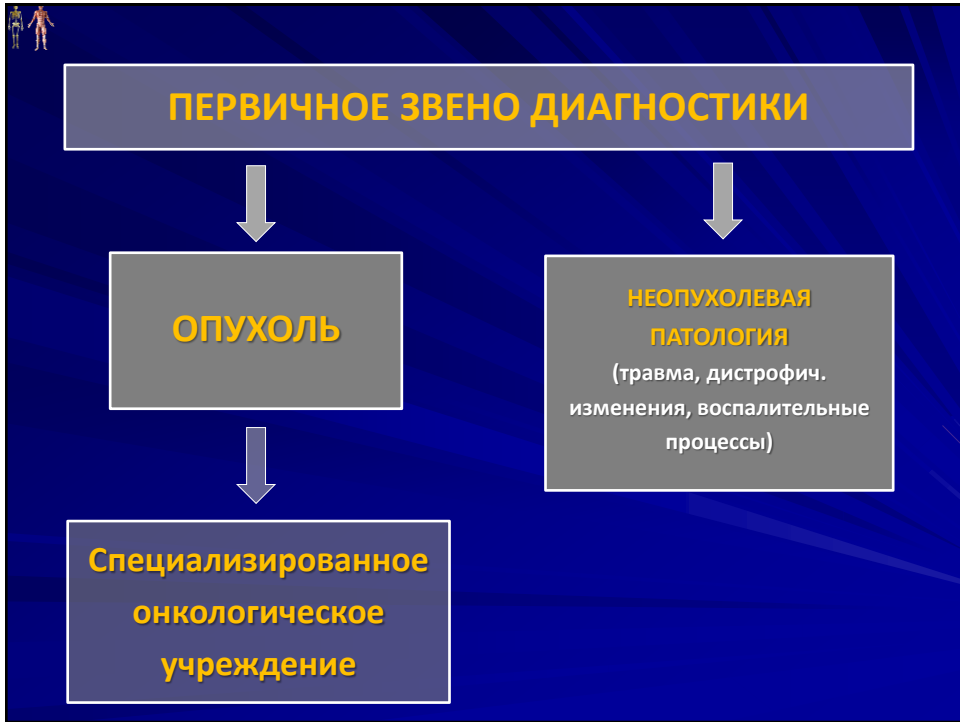 ПЕРВИЧНОЕ ЗВЕНО ДИАГНОСТИКИ
ОПУХОЛЬ
НЕОПУХОЛЕВАЯ
ПАТОЛОГИЯ
(травма, дистрофич.
изменения, воспалительные
процессы)
Специализированное
онкологическое
учреждение